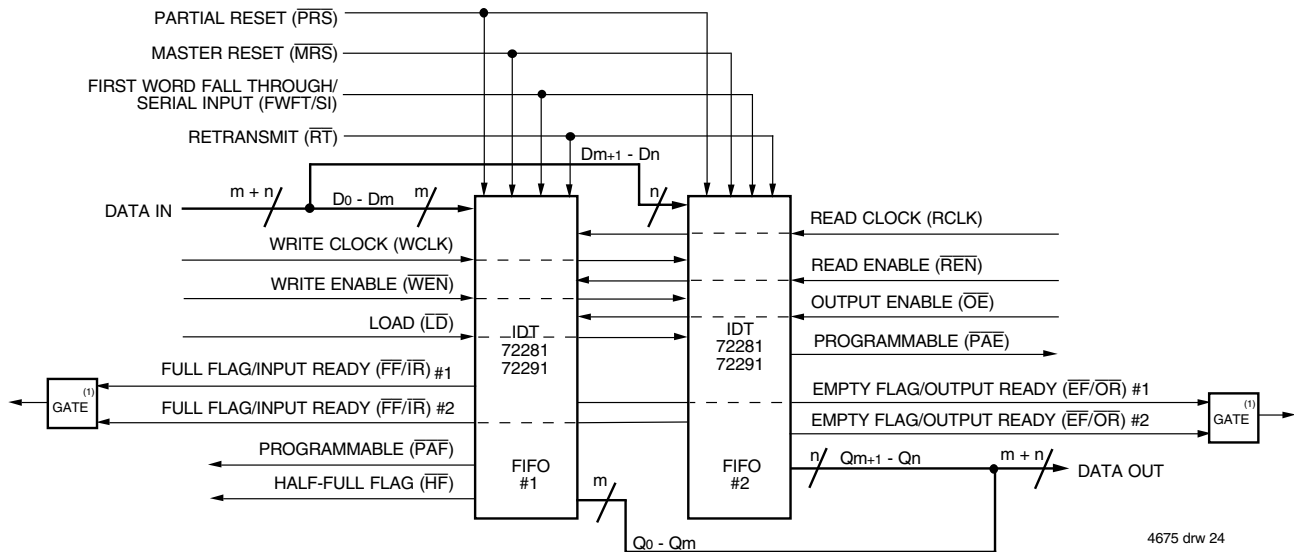 PARTIAL RESET (PRS)
MASTER RESET (MRS)
FIRST WORD FALL THROUGH/
SERIAL INPUT (FWFT/SI)
RETRANSMIT (RT)
Dm+1 - Dn
m + n
D0 - Dm
m
n
DATA IN
READ CLOCK (RCLK)
WRITE CLOCK (WCLK)
READ ENABLE (REN)
WRITE ENABLE (WEN)
OUTPUT ENABLE (OE)
LOAD (LD)
IDT
72281
72291
IDT
72281
72291
PROGRAMMABLE (PAE)
FULL FLAG/INPUT READY (FF/IR) #1
EMPTY FLAG/OUTPUT READY (EF/OR) #1
GATE (1)
GATE (1)
FULL FLAG/INPUT READY (FF/IR) #2
EMPTY FLAG/OUTPUT READY (EF/OR) #2
PROGRAMMABLE (PAF)
HALF-FULL FLAG (HF)
FIFO
#1
FIFO
#2
n
Qm+1 - Qn
m + n
DATA OUT
m
Q0 - Qm
4675 drw 24